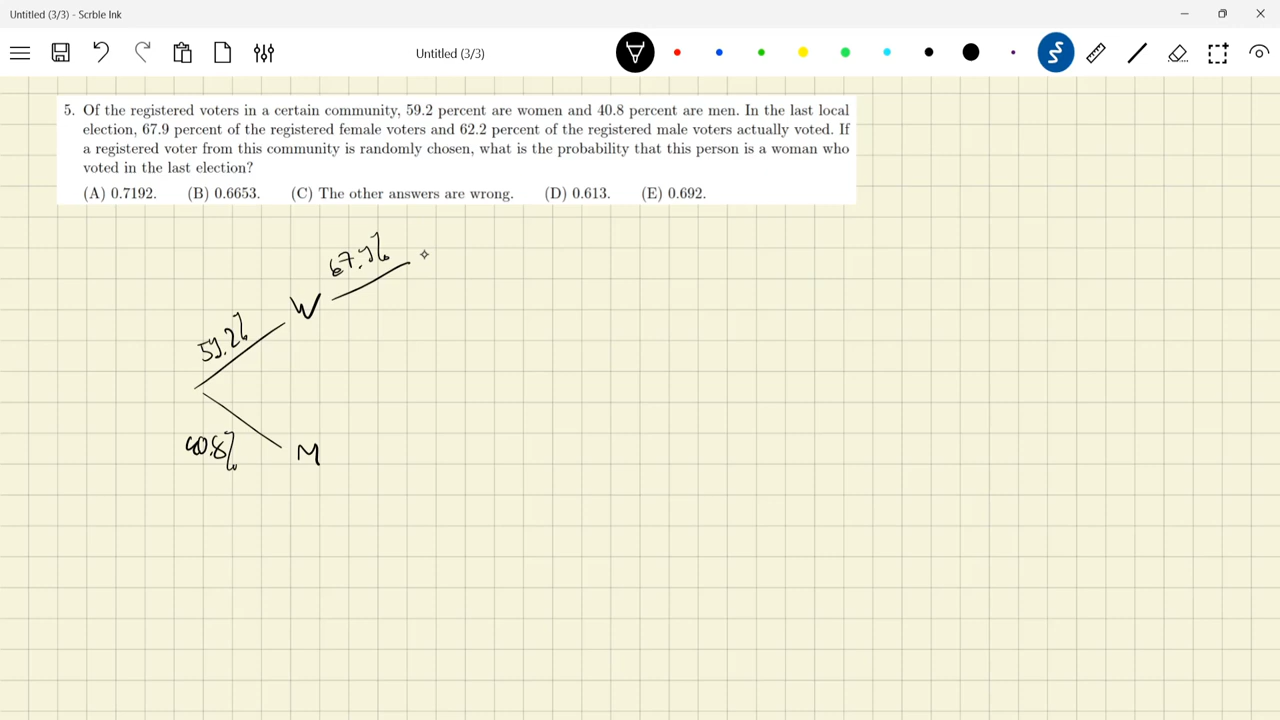 Untitled (3/3) - Scrble Ink
Untitled (3/3)
5. Of the registered voters in a certain community, 59.2 percent are women and 40.8 percent are men. In the last local
election, 67.9 percent of the registered female voters and 62.2 percent of the registered male voters actually voted. If
a registered voter from this community is randomly chosen, what is the probability that this person is a woman who
voted in the last election?
(A) 0.7192. (B) 0.6653. (C) The other answers are wrong. (D) 0.613. (E) 0.692.
67.9%
W
59.2%
40.8%
M